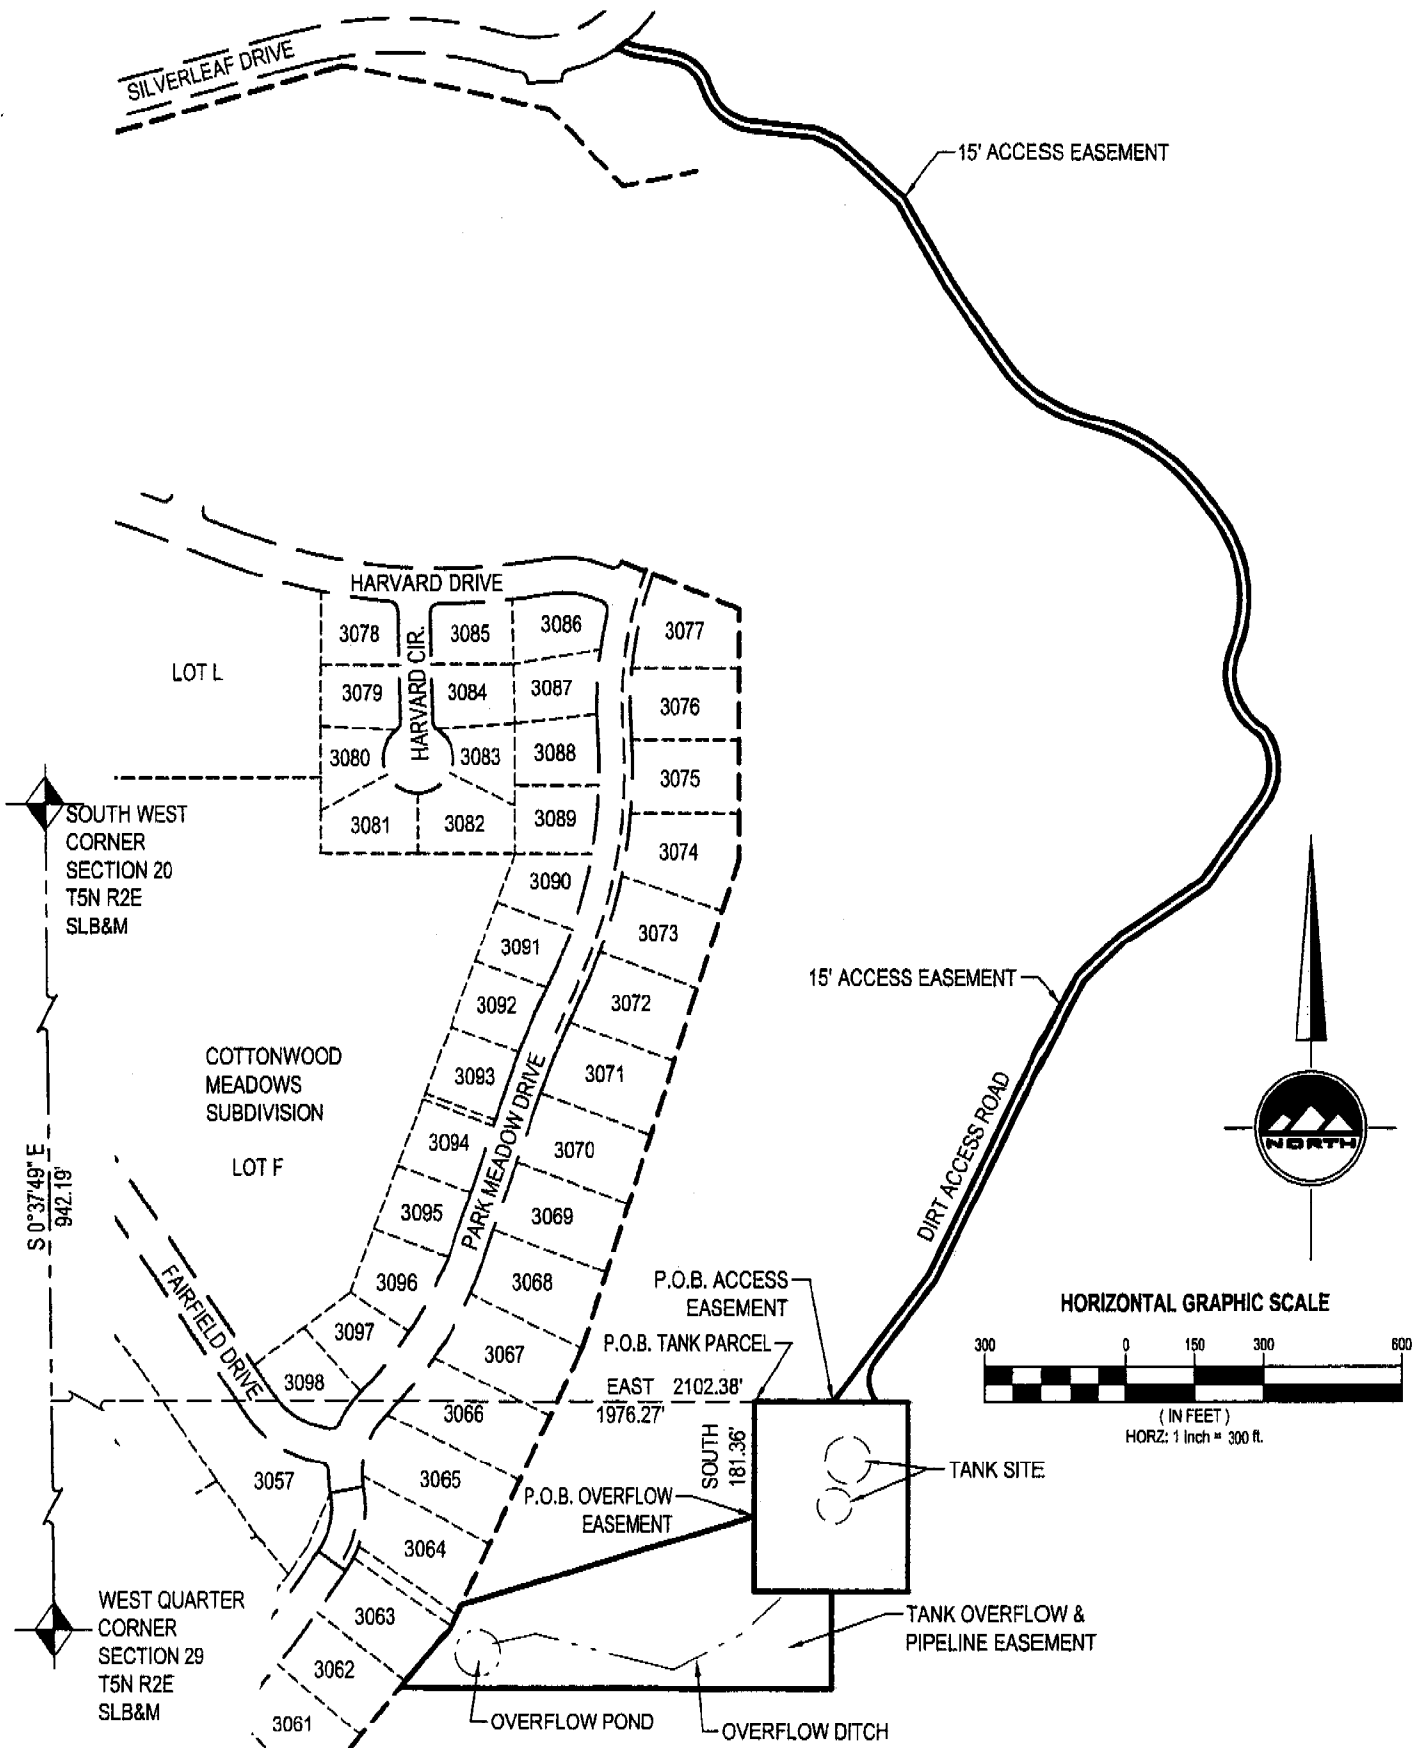 SILVERLEAF DRIVE
15' ACCESS EASEMENT
HARVARD DRIVE
3078
HARVARD CIR.
3085
3086
3077
LOT L
3079
3084
3087
3076
3080
3083
3088
3075
3081
3082
3089
3074
SOUTH WEST
CORNER
SECTION 20
T5N R2E
SLB&M
3090
3091
3073
3092
3072
15' ACCESS EASEMENT
COTTONWOOD
MEADOWS
SUBDIVISION
LOT F
3093
3071
PARK MEADOW DRIVE
3094
3070
3095
3069
3096
3068
DIRT ACCESS ROAD
NORTH
S 0°37'49" E
942.19'
FAIRFIELD DRIVE
3097
3067
3098
3066
P.O.B. ACCESS
EASEMENT
P.O.B. TANK PARCEL
EAST 2102.38'
1976.27'
HORIZONTAL GRAPHIC SCALE
300 0 150 300 600
( IN FEET )
HORZ: 1 inch = 300 ft.
SOUTH
181.36'
TANK SITE
3057
3065
P.O.B. OVERFLOW
EASEMENT
3064
3063
3062
3061
WEST QUARTER
CORNER
SECTION 29
T5N R2E
SLB&M
TANK OVERFLOW &
PIPELINE EASEMENT
OVERFLOW POND
OVERFLOW DITCH